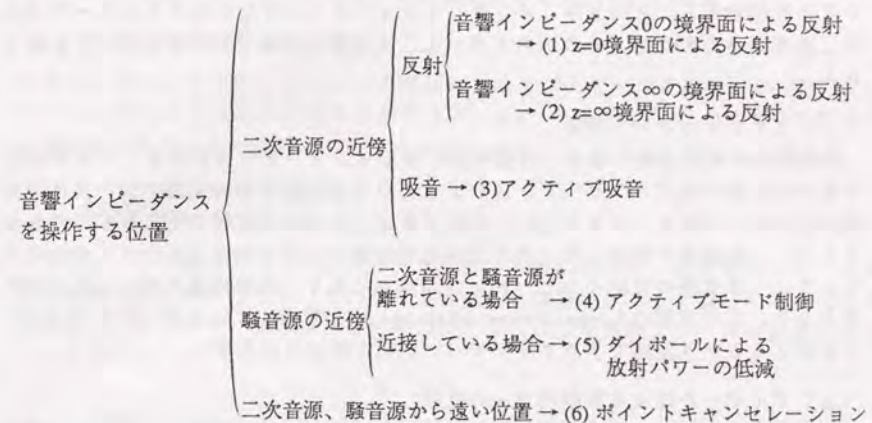 音響インピーダンス0の境界面による反射
→ (1) z=0境界面による反射
反射
音響インピーダンス∞の境界面による反射
→ (2) z=∞境界面による反射
二次音源の近傍
吸音 → (3)アクティブ吸音
音響インピーダンス
を操作する位置
二次音源と騒音源が
離れている場合 → (4) アクティブモード制御
騒音源の近傍
近接している場合 → (5) ダイポールによる
放射パワーの低減
二次音源、騒音源から遠い位置 → (6) ポイントキャンセレーション